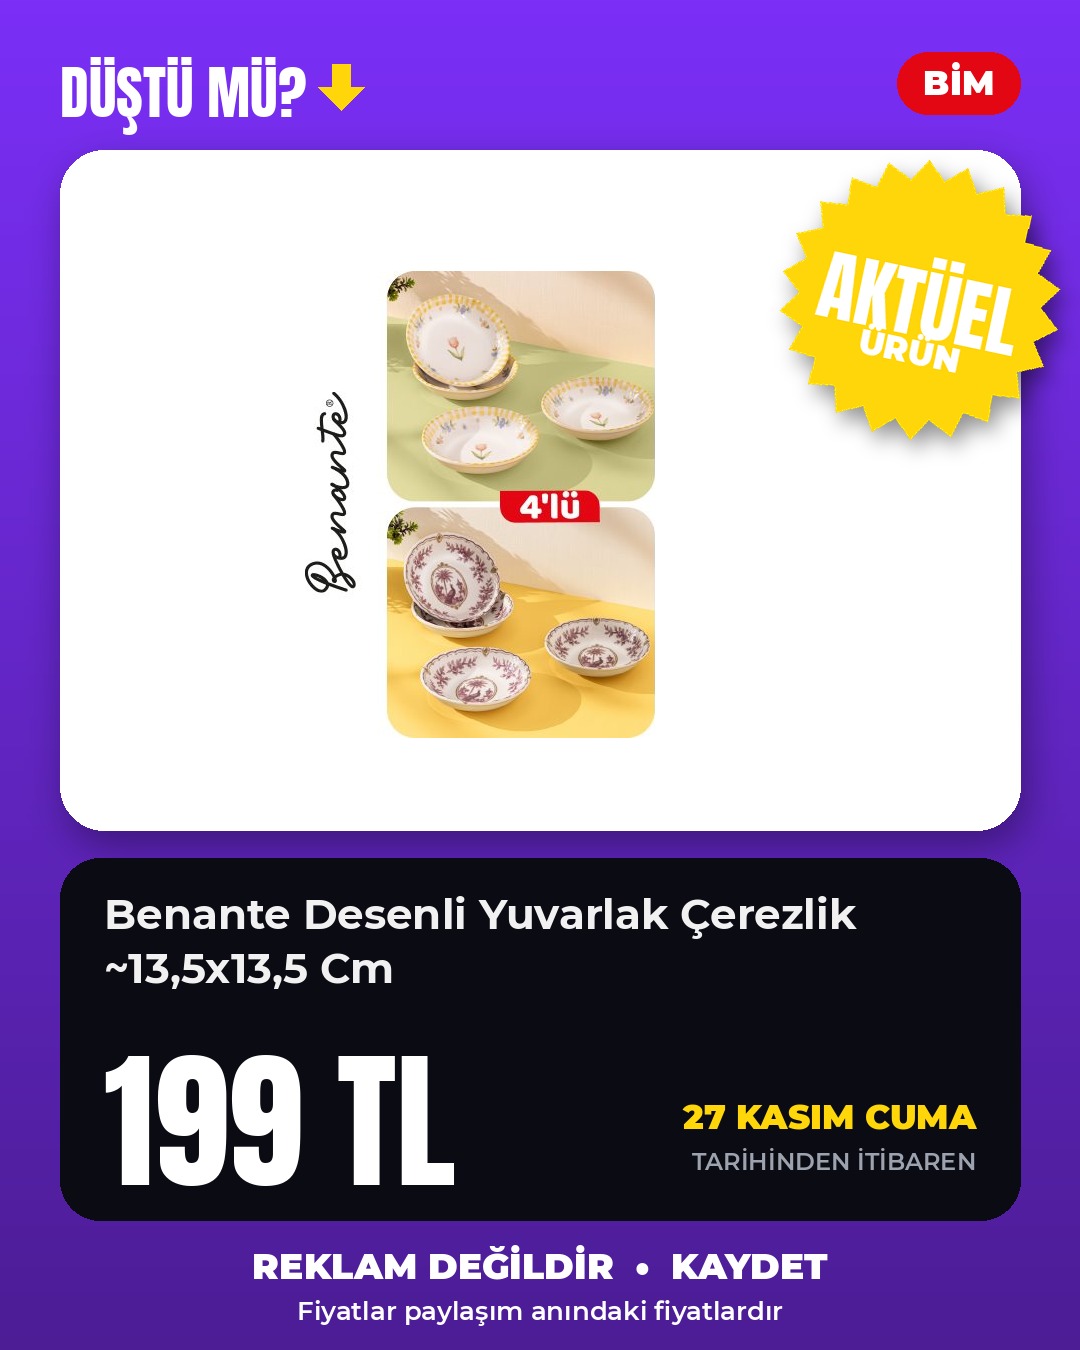 DÜŞTÜ MÜ?
BİM
AKTÜEL
ÜRÜN
Benante®
4'lü
Benante Desenli Yuvarlak Çerezlik
~13,5x13,5 Cm
199 TL
27 KASIM CUMA
TARİHİNDEN İTİBAREN
REKLAM DEĞİLDİR • KAYDET
Fiyatlar paylaşım anındaki fiyatlardır